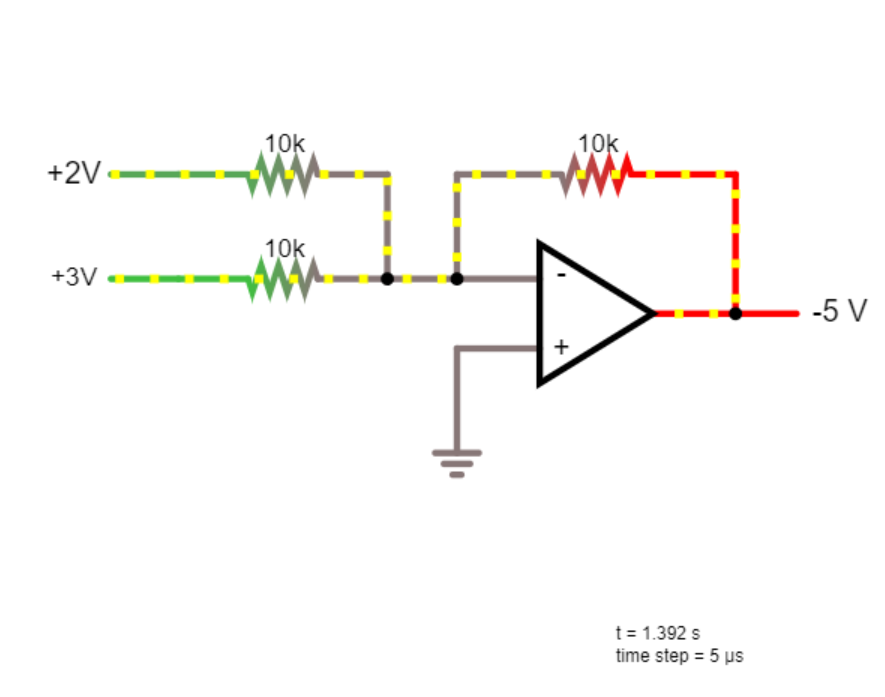 10k
10k
+2V
10k
+3V
-
+
-5 V
t = 1.392 s
time step = 5 µs